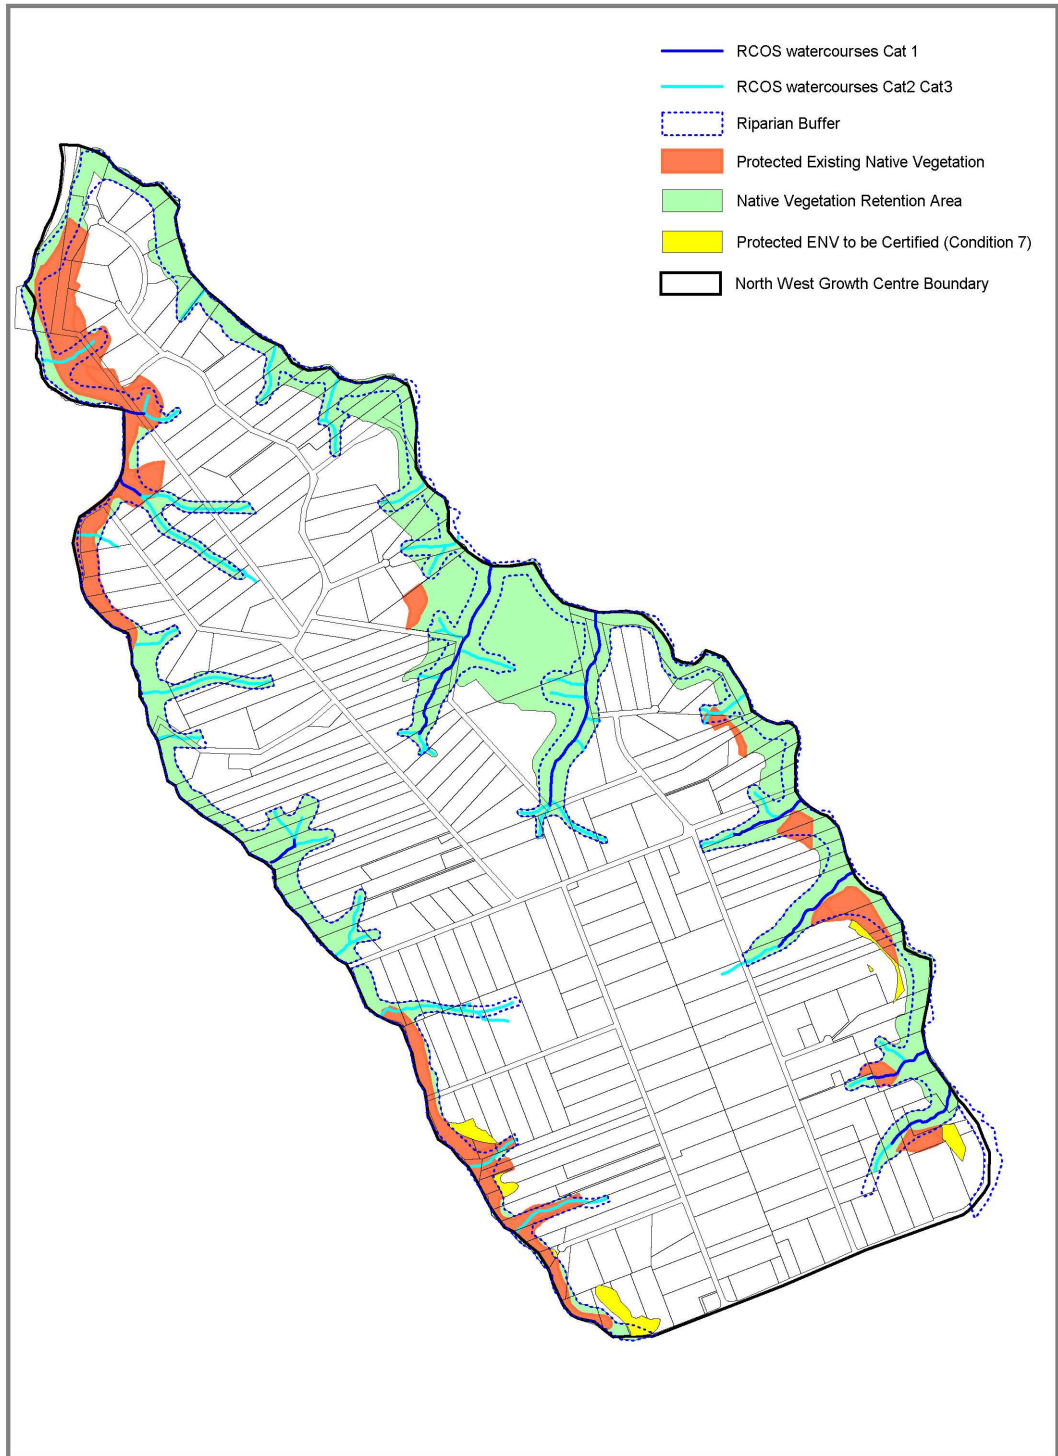 RCOS watercourses Cat 1
RCOS watercourses Cat2 Cat3
Riparian Buffer
Protected Existing Native Vegetation
Native Vegetation Retention Area
Protected ENV to be Certified (Condition 7)
North West Growth Centre Boundary